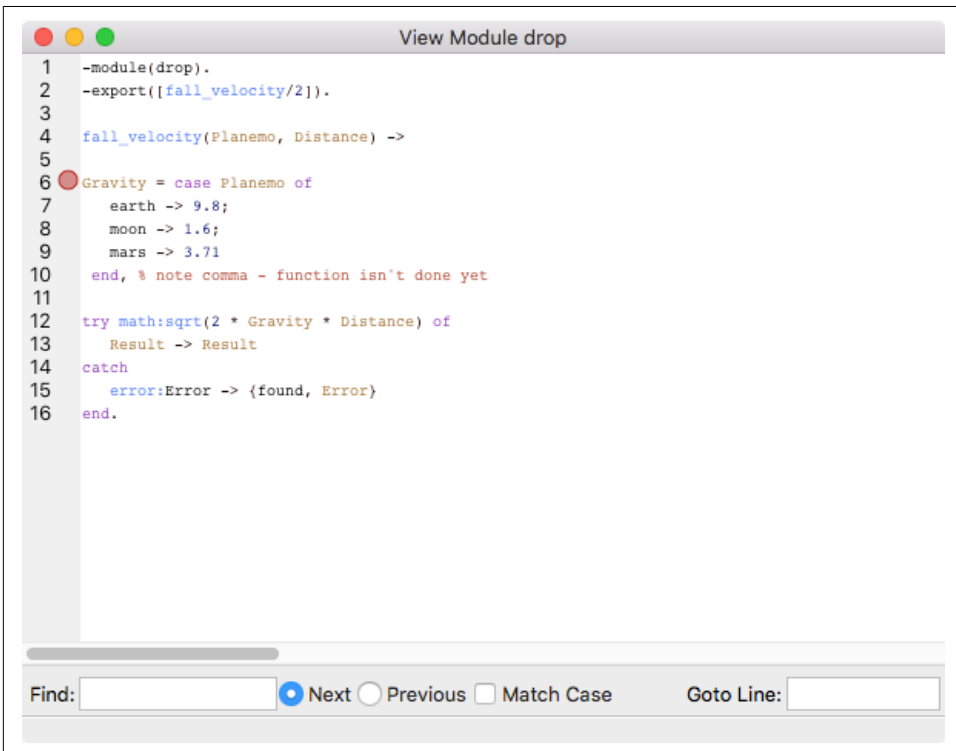 View Module drop
1 -module(drop).
2 -export([fall_velocity/2]).
3
4 fall_velocity(Planemo, Distance) ->
5
6 Gravity = case Planemo of
7    earth -> 9.8;
8    moon -> 1.6;
9    mars -> 3.71
10  end, % note comma - function isn't done yet
11
12 try math:sqrt(2 * Gravity * Distance) of
13    Result -> Result
14 catch
15    error:Error -> {found, Error}
16 end.
Find: Next Previous Match Case Goto Line: